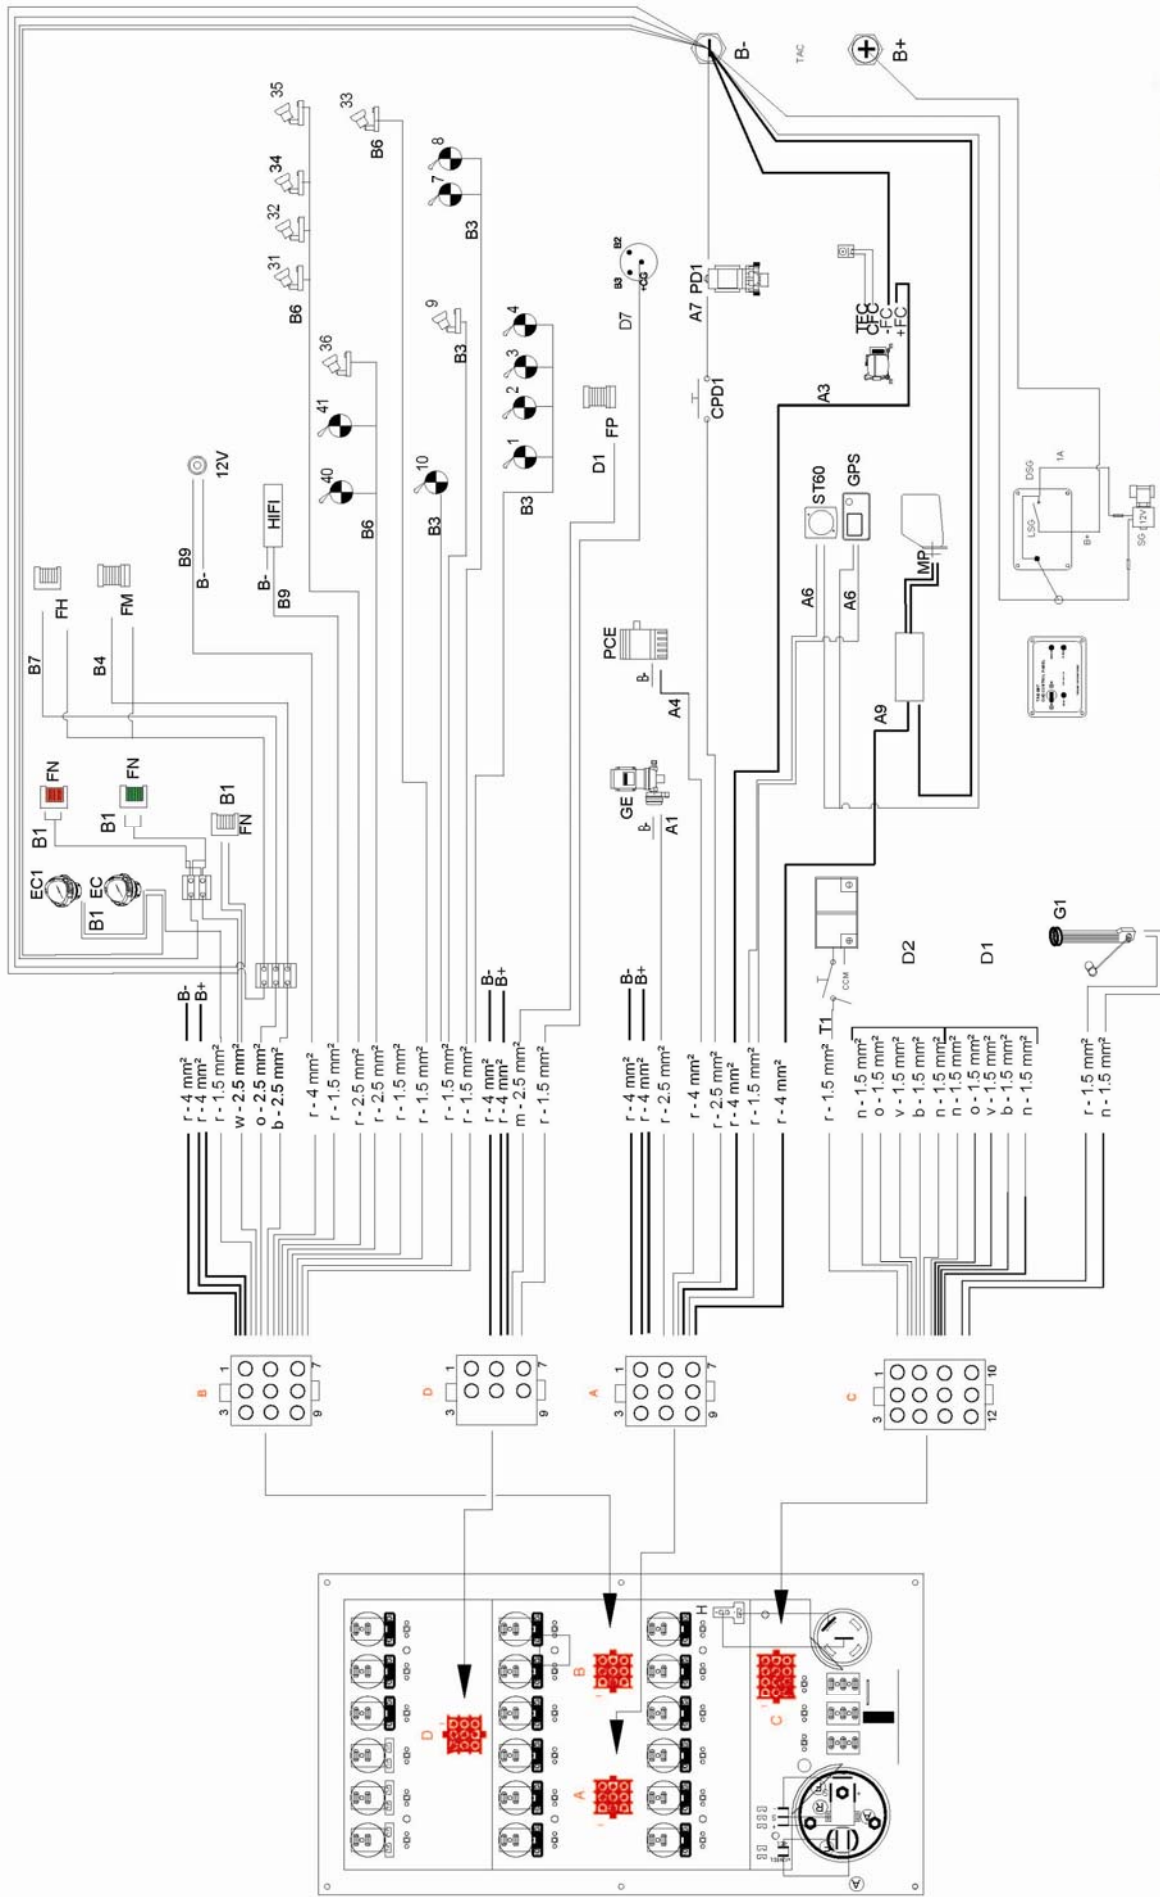 35
34
32
31
B6
33
B6
8
7
B3
B-
TAC
B+
36
41
40
B6
9
B3
10
B3
4
3
2
1
B3
B2
B3
+CG
D7
D1
FP
A7
PD1
CPD1
TFC
CFC
-FC
+FC
A3
12V
B9
B-
HIFI
B-
B9
FH
FM
B7
B4
FN
FN
B1
B1
B1
FN
EC1
EC
B1
PCE
B-
A4
GE
B-
A1
ST60
GPS
A6
A6
MP
A9
DSG
1A
LSG
B+
SG
12V
CCM
T1
D2
D1
G1
B-
B+
r - 4 mm²
r - 4 mm²
r - 1.5 mm²
w - 2.5 mm²
o - 2.5 mm²
b - 2.5 mm²
r - 4 mm²
r - 1.5 mm²
r - 2.5 mm²
r - 2.5 mm²
r - 1.5 mm²
r - 1.5 mm²
r - 1.5 mm²
r - 1.5 mm²
B-
B+
r - 4 mm²
r - 4 mm²
m - 2.5 mm²
r - 1.5 mm²
B-
B+
r - 4 mm²
r - 4 mm²
r - 2.5 mm²
r - 4 mm²
r - 2.5 mm²
r - 4 mm²
r - 1.5 mm²
r - 4 mm²
r - 1.5 mm²
n - 1.5 mm²
o - 1.5 mm²
v - 1.5 mm²
b - 1.5 mm²
n - 1.5 mm²
n - 1.5 mm²
o - 1.5 mm²
v - 1.5 mm²
b - 1.5 mm²
n - 1.5 mm²
r - 1.5 mm²
n - 1.5 mm²
B
1
3
7
9
D
1
3
7
9
A
1
3
7
9
C
1
3
10
12
D
B
A
C
H
A